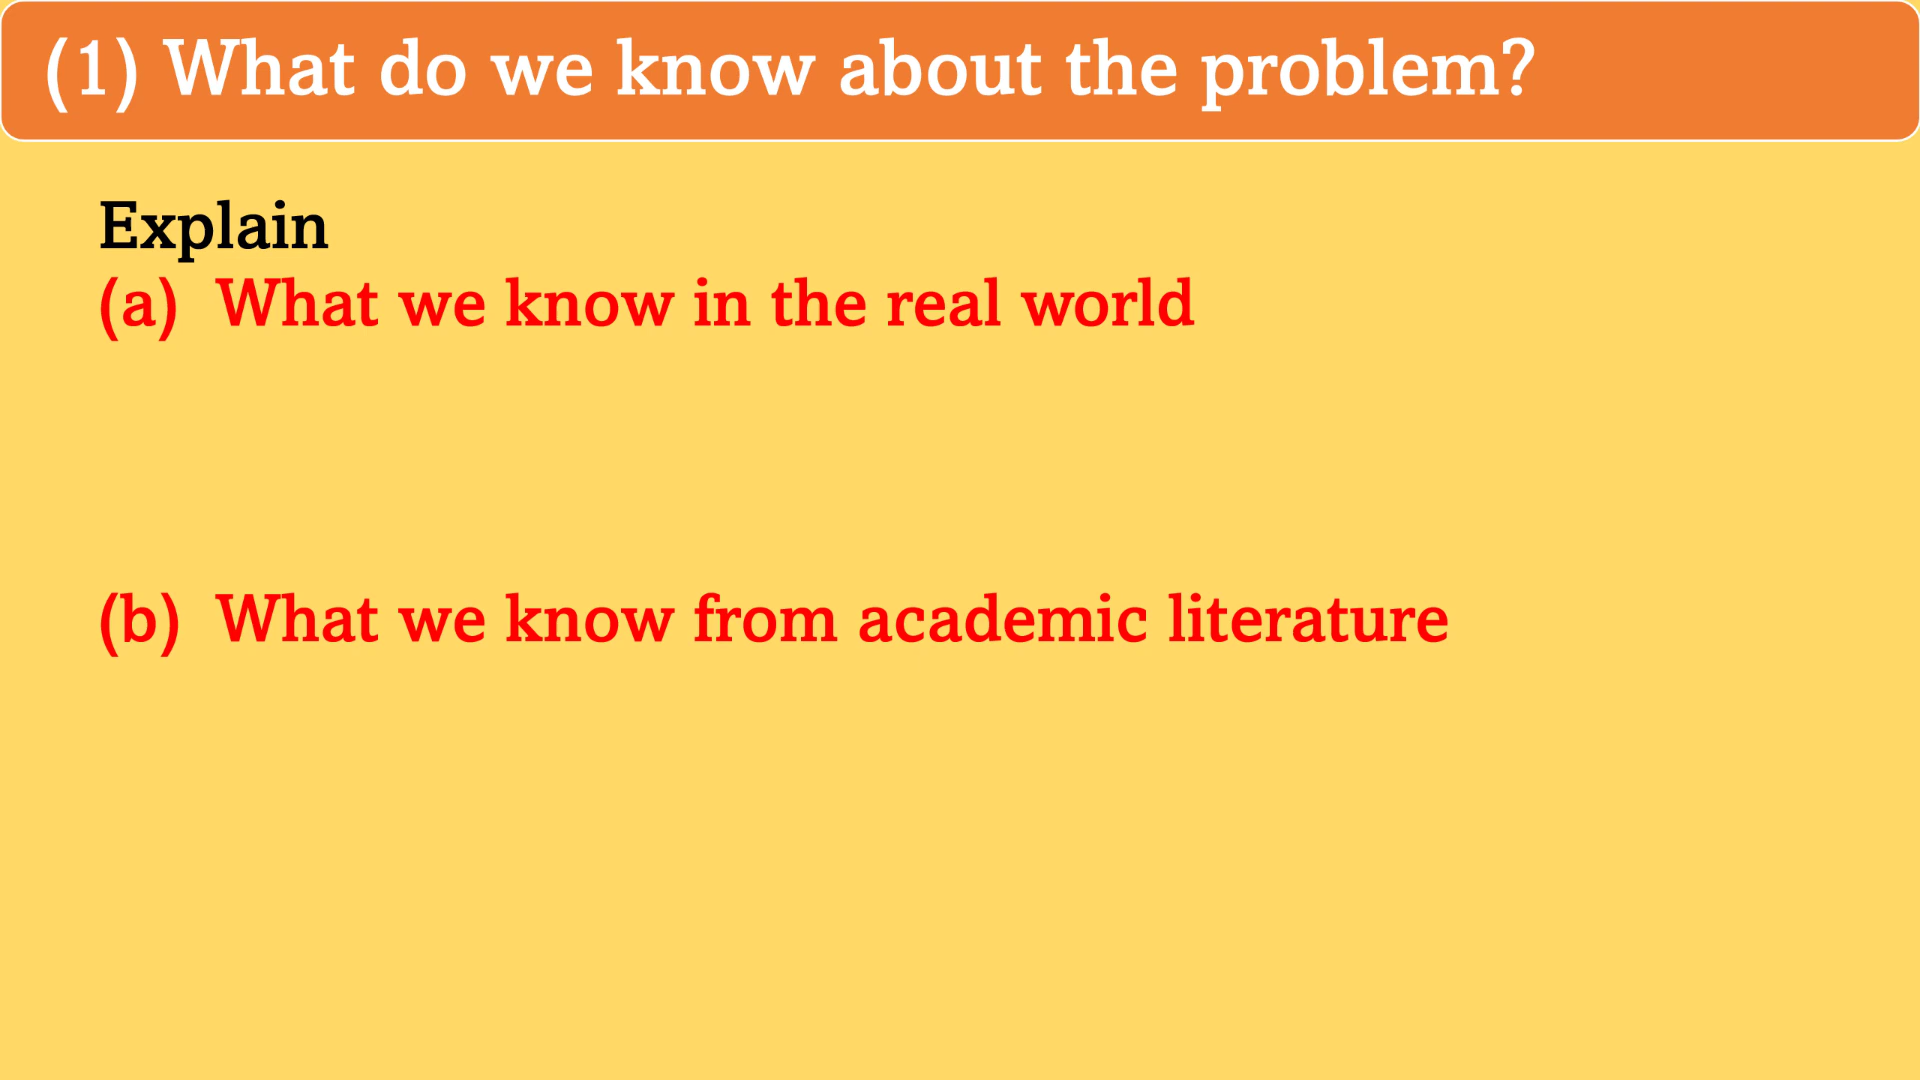 (1) What do we know about the problem?
Explain
(a) What we know in the real world
(b) What we know from academic literature